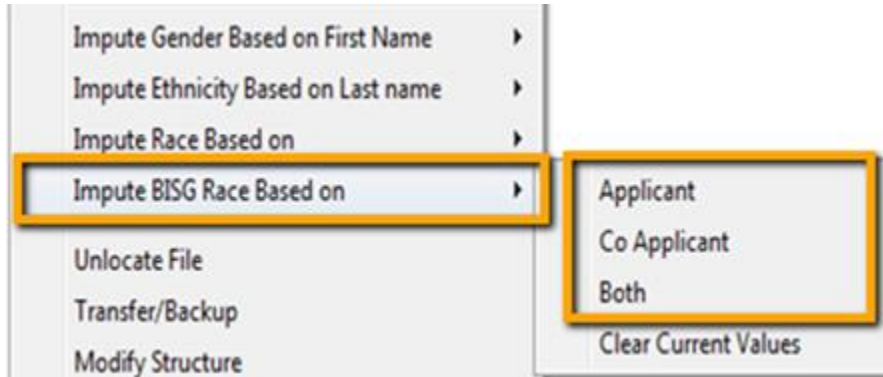 Impute Gender Based on First Name
Impute Ethnicity Based on Last name
Impute Race Based on
Impute BISG Race Based on
Unlocate File
Transfer/Backup
Modify Structure
Applicant
Co Applicant
Both
Clear Current Values